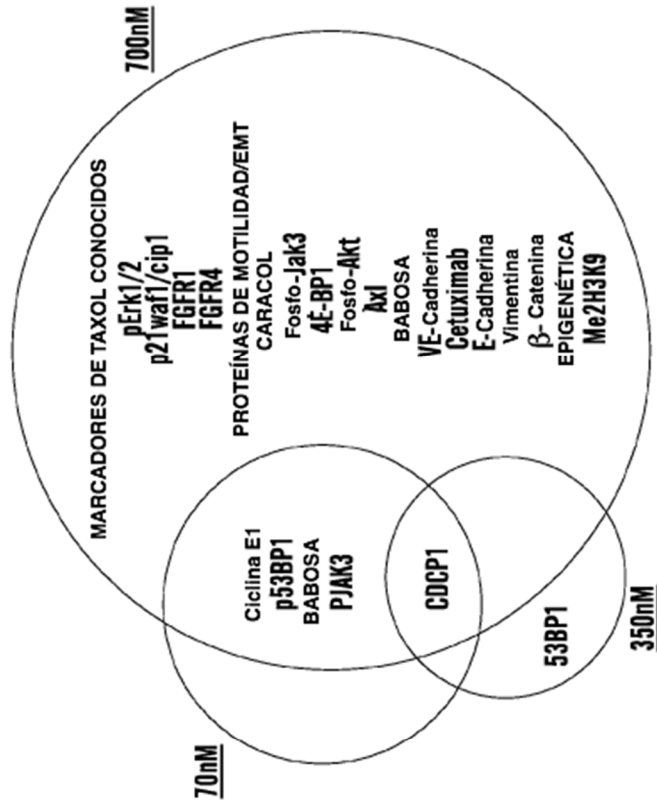 700nM
MARCADORES DE TAXOL CONOCIDOS
pErk1/2
p21waf1/cip1
FGFR1
FGFR4
PROTEÍNAS DE MOTILIDAD/EMT
CARACOL
Fosfo-Jak3
4E-BP1
Fosfo-Akt
Axl
BABOSA
VE-Cadherina
Cetuximab
E-Cadherina
Vimentina
β- Catenina
EPIGENÉTICA
Me2H3K9
70nM
Ciclina E1
p53BP1
BABOSA
PJAK3
CDCP1
53BP1
350nM